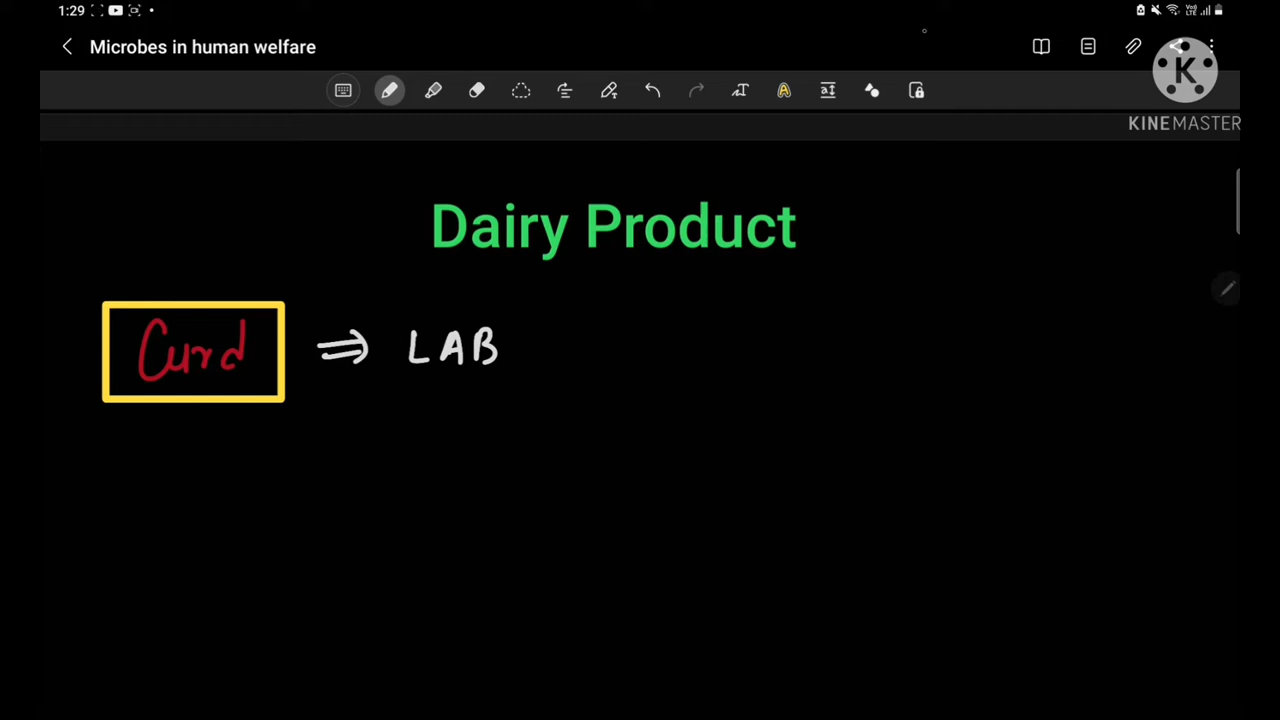 1:29
Microbes in human welfare
K
KINEMASTER
Dairy Product
Curd ⇒ LAB